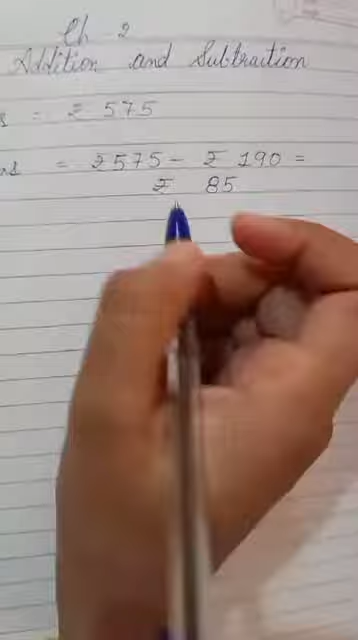 Ch 2
Addition and Subtraction
= ₹ 575
= ₹575 - ₹ 190 =
₹ 85